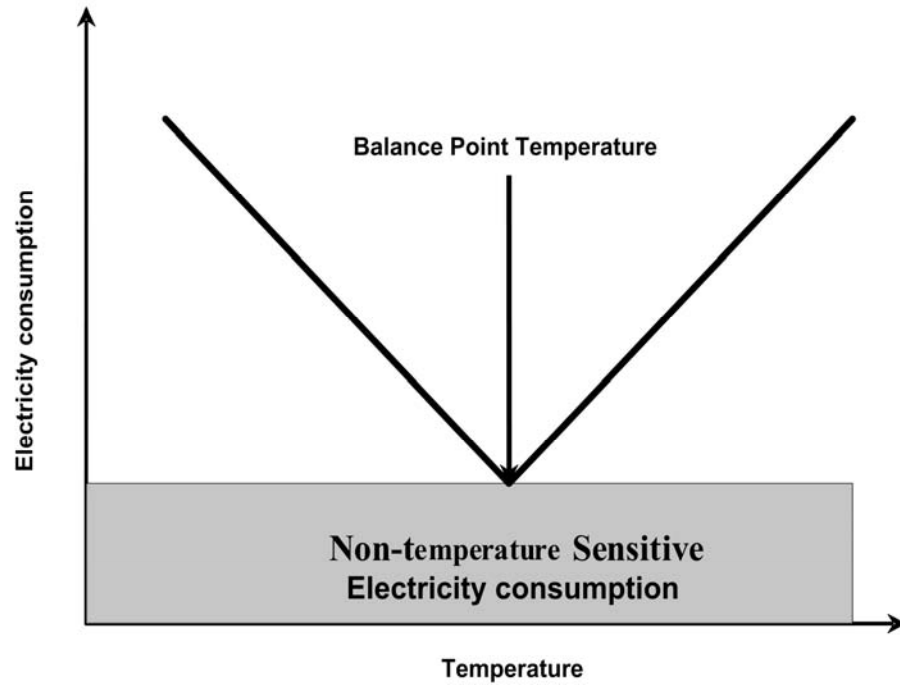 Balance Point Temperature
Electricity consumption
Non-temperature Sensitive
Electricity consumption
Temperature